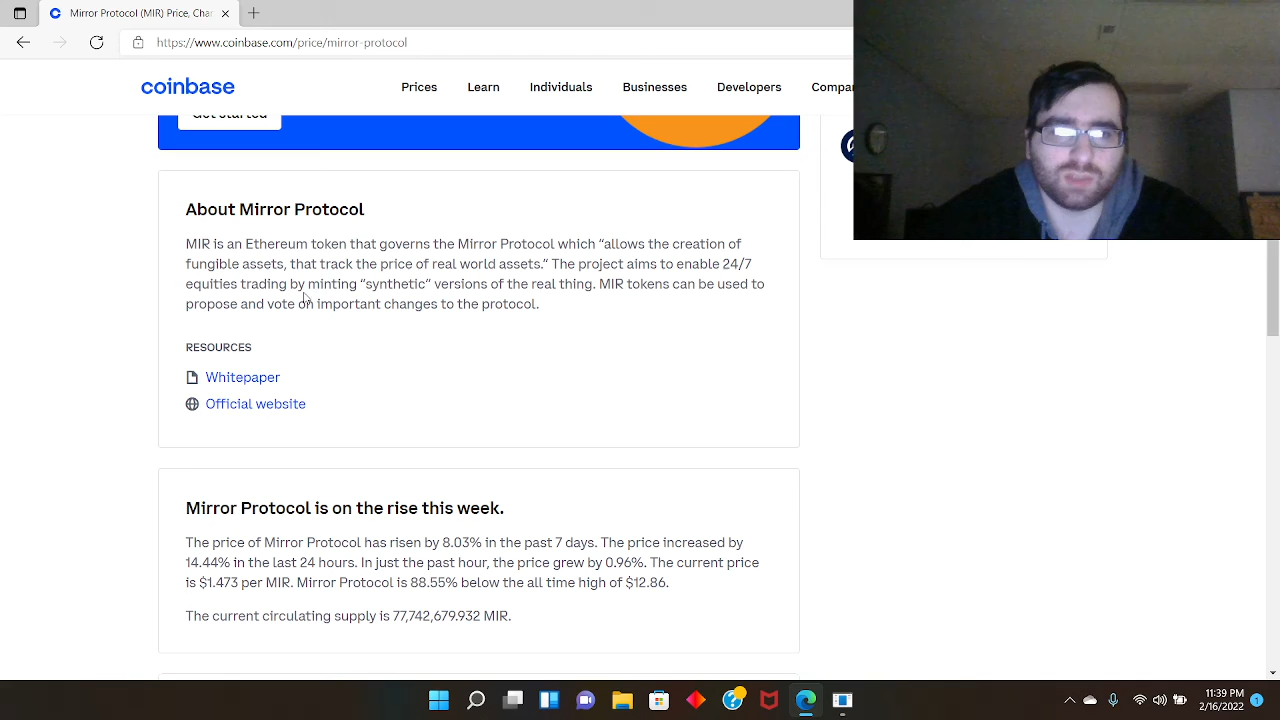 Mirror Protocol (MIR) Price, Cha
https://www.coinbase.com/price/mirror-protocol
coinbase
Prices
Learn
Individuals
Businesses
Developers
Get started
About Mirror Protocol
MIR is an Ethereum token that governs the Mirror Protocol which “allows the creation of
fungible assets, that track the price of real world assets.” The project aims to enable 24/7
equities trading by minting “synthetic” versions of the real thing. MIR tokens can be used to
propose and vote on important changes to the protocol.
RESOURCES
Whitepaper
Official website
Mirror Protocol is on the rise this week.
The price of Mirror Protocol has risen by 8.03% in the past 7 days. The price increased by
14.44% in the last 24 hours. In just the past hour, the price grew by 0.96%. The current price
is $1.473 per MIR. Mirror Protocol is 88.55% below the all time high of $12.86.
The current circulating supply is 77,742,679.932 MIR.
11:39 PM
2/16/2022